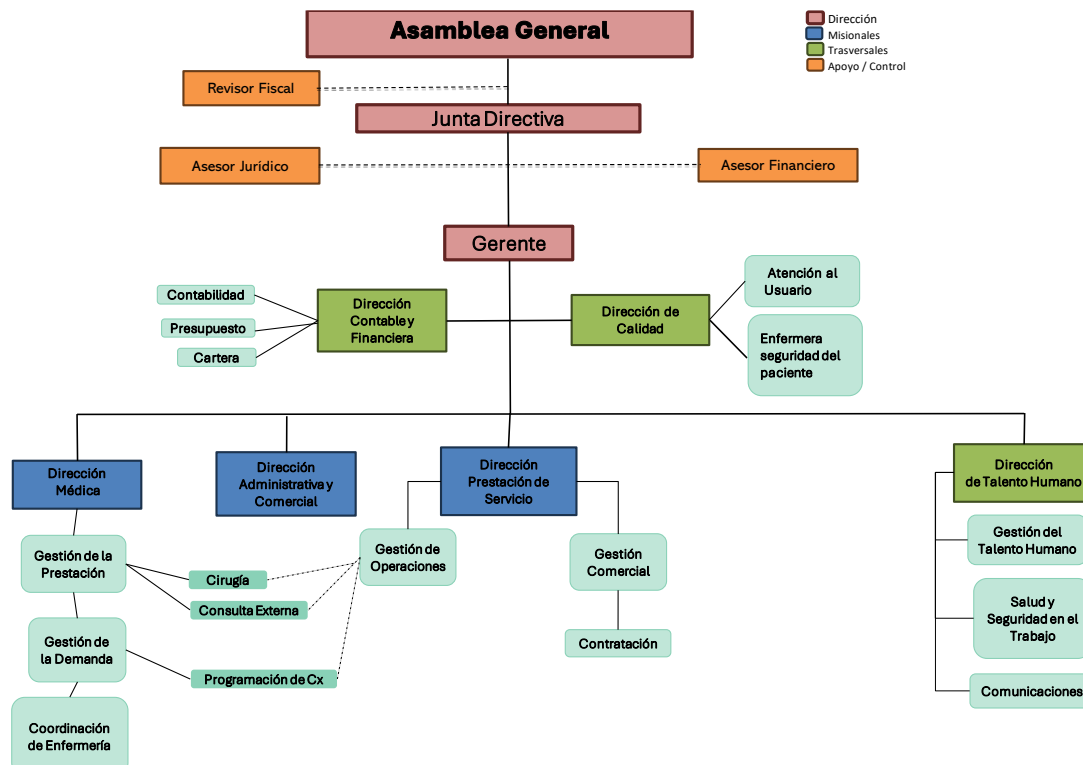 Asamblea General
Dirección
Misionales
Trasversales
Apoyo / Control
Revisor Fiscal
Junta Directiva
Asesor Jurídico
Asesor Financiero
Gerente
Contabilidad
Presupuesto
Cartera
Dirección
Contable y
Financiera
Dirección de
Calidad
Atención al
Usuario
Enfermera
seguridad del
paciente
Dirección
Médica
Dirección
Administrativa y
Comercial
Dirección
Prestación de
Servicio
Dirección
de Talento Humano
Gestión de la
Prestación
Cirugía
Consulta Externa
Gestión de
Operaciones
Gestión
Comercial
Contratación
Gestión del
Talento Humano
Salud y
Seguridad en el
Trabajo
Comunicaciones
Gestión de
la Demanda
Programación de Cx
Coordinación
de Enfermería